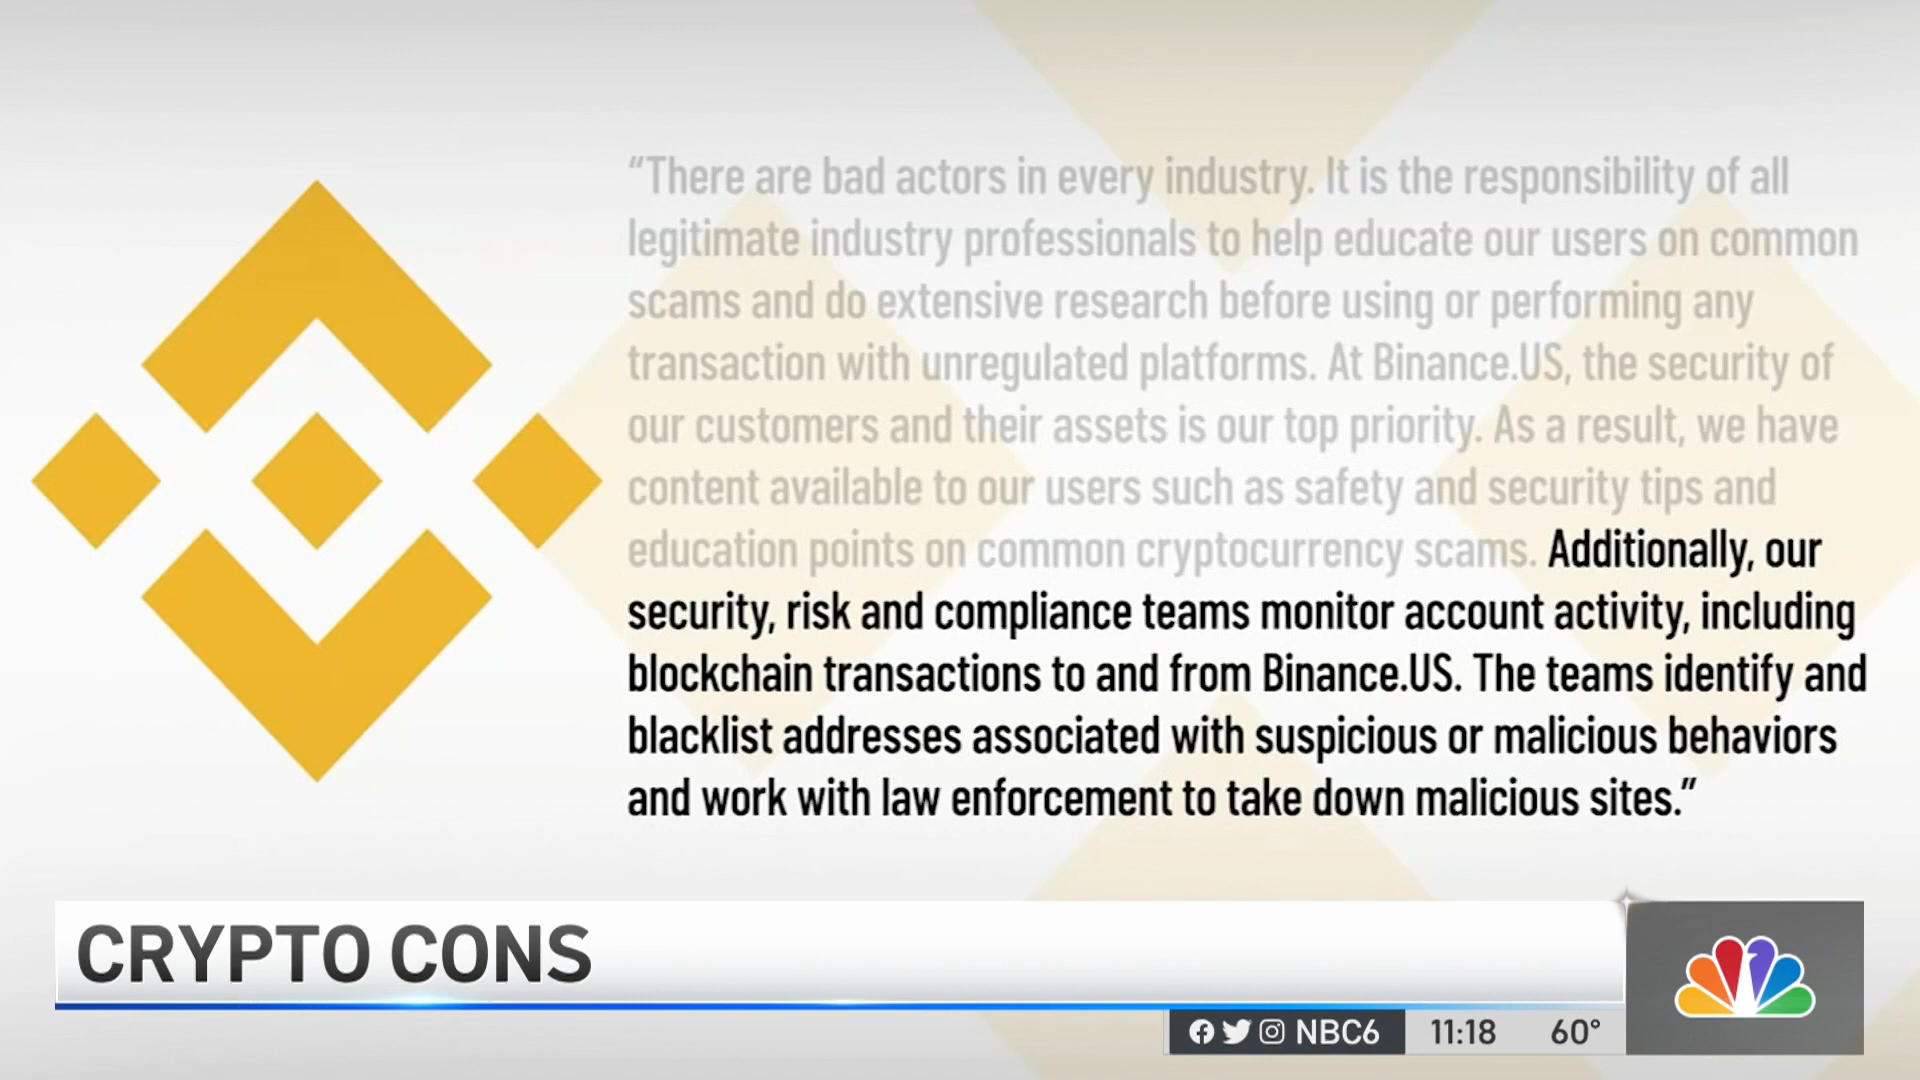 “There are bad actors in every industry. It is the responsibility of all
legitimate industry professionals to help educate our users on common
scams and do extensive research before using or performing any
transaction with unregulated platforms. At Binance.US, the security of
our customers and their assets is our top priority. As a result, we have
content available to our users such as safety and security tips and
education points on common cryptocurrency scams. Additionally, our
security, risk and compliance teams monitor account activity, including
blockchain transactions to and from Binance.US. The teams identify and
blacklist addresses associated with suspicious or malicious behaviors
and work with law enforcement to take down malicious sites.”
CRYPTO CONS
NBC6 11:18 60°